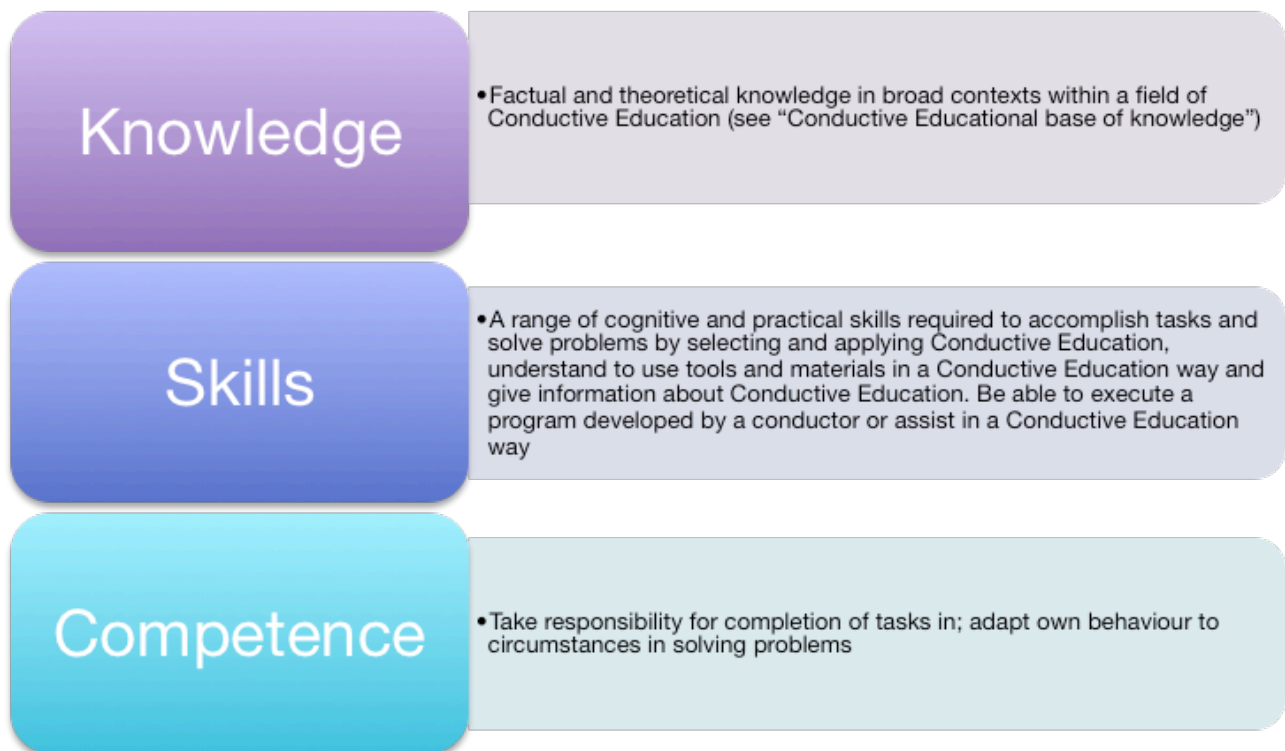 Knowledge
•Factual and theoretical knowledge in broad contexts within a field of
Conductive Education (see “Conductive Educational base of knowledge”)
Skills
•A range of cognitive and practical skills required to accomplish tasks and
solve problems by selecting and applying Conductive Education,
understand to use tools and materials in a Conductive Education way and
give information about Conductive Education. Be able to execute a
program developed by a conductor or assist in a Conductive Education
way
Competence
•Take responsibility for completion of tasks in; adapt own behaviour to
circumstances in solving problems